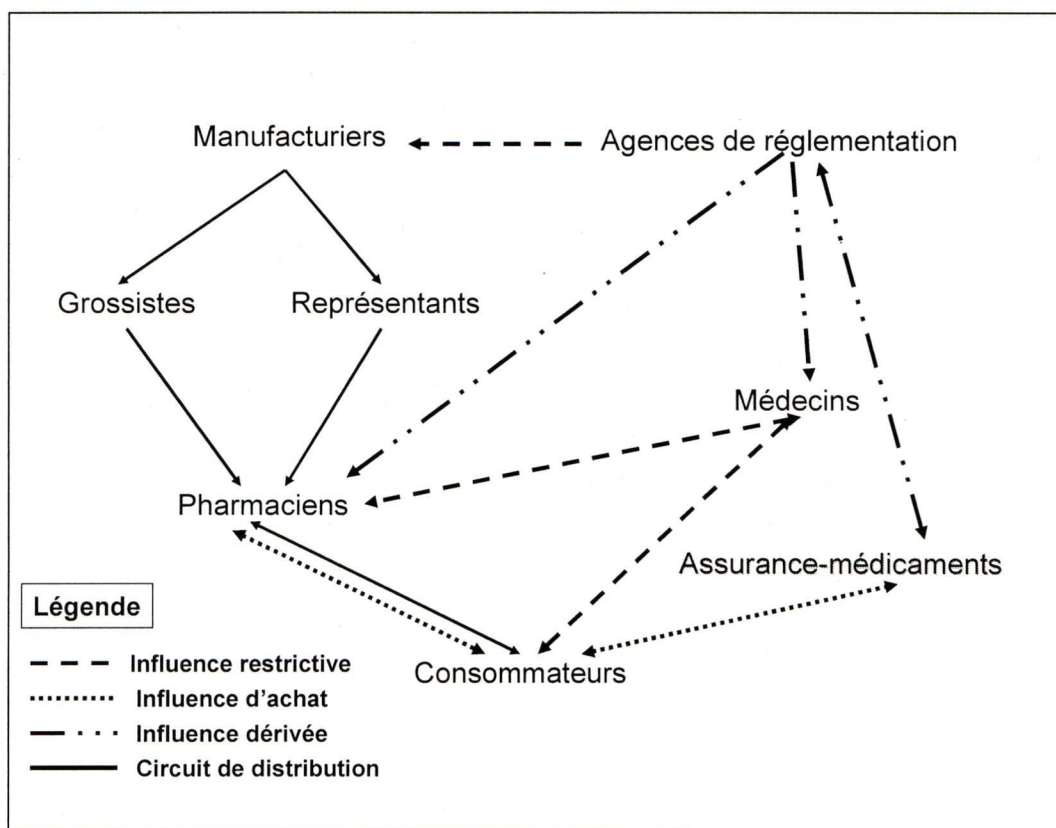 Manufacturiers
Agences de réglementation
Grossistes
Représentants
Médecins
Pharmaciens
Assurance-médicaments
Consommateurs
Légende
Influence restrictive
Influence d'achat
Influence dérivée
Circuit de distribution